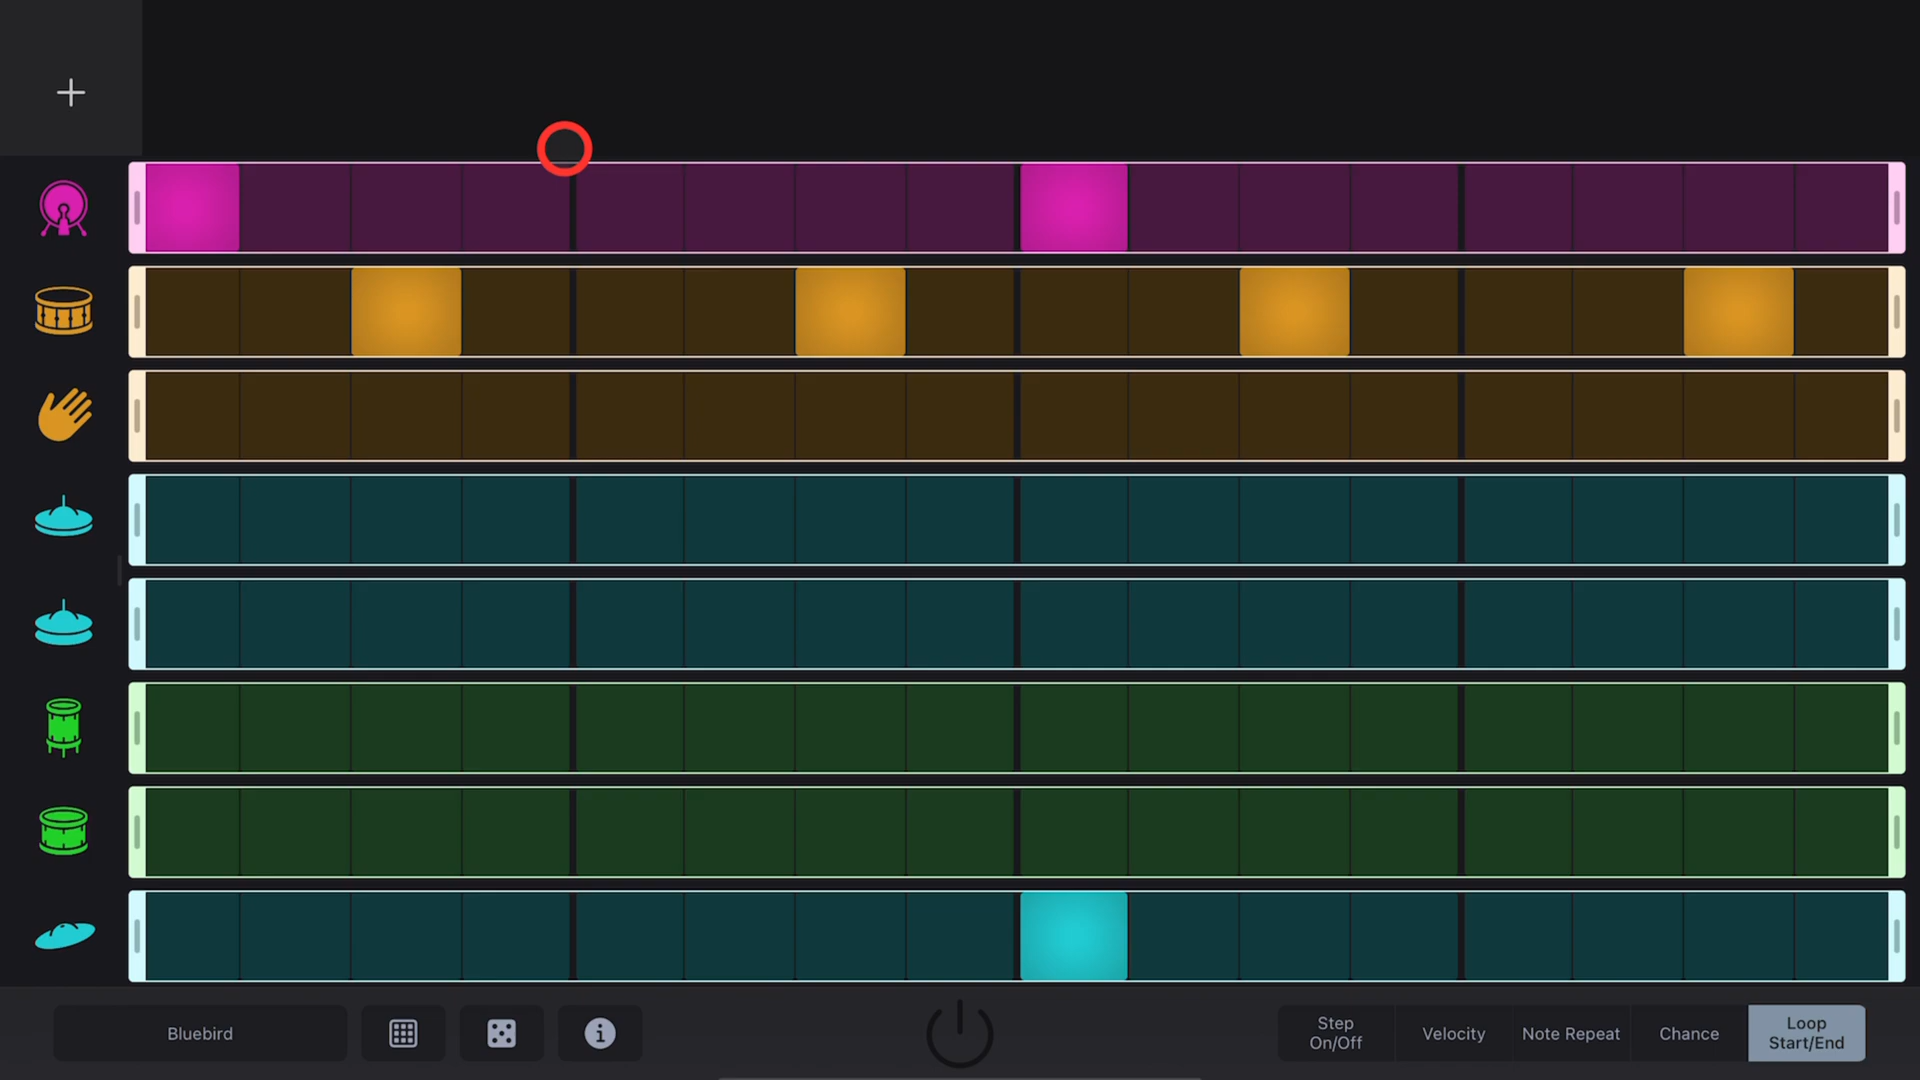 Bluebird
Step
On/Off
Velocity
Note Repeat
Chance
Loop
Start/End